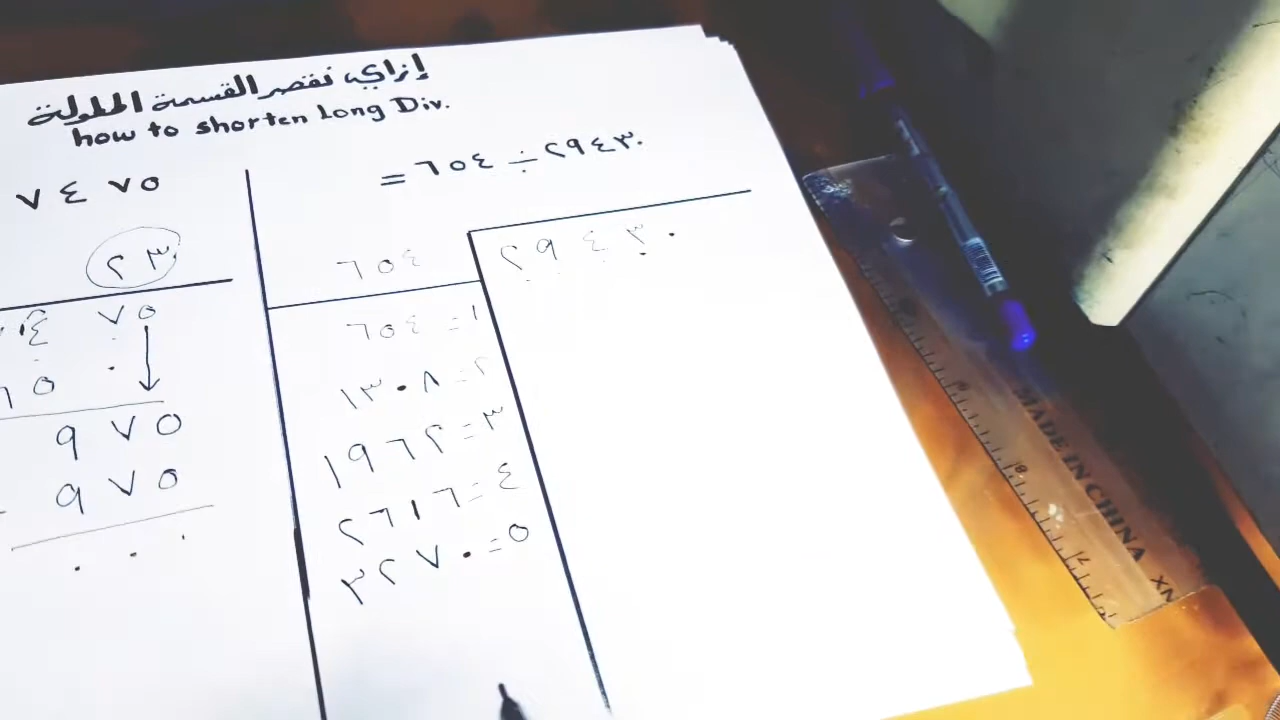 إزاي نقصر القسمة المطولة
how to shorten Long Div.
٧٤٧٥
٢٣
٧٥
٩٧٥
٩٧٥
. . .
= ٦٥٤ ÷ ٢٩٤٣٠
٦٥٤
٢٩٤٣٠
٦٥٤ = ١
١٣٠٨ = ٢
١٩٦٢ = ٣
٢٦١٦ = ٤
٣٢٧٠ = ٥
MADE IN CHINA